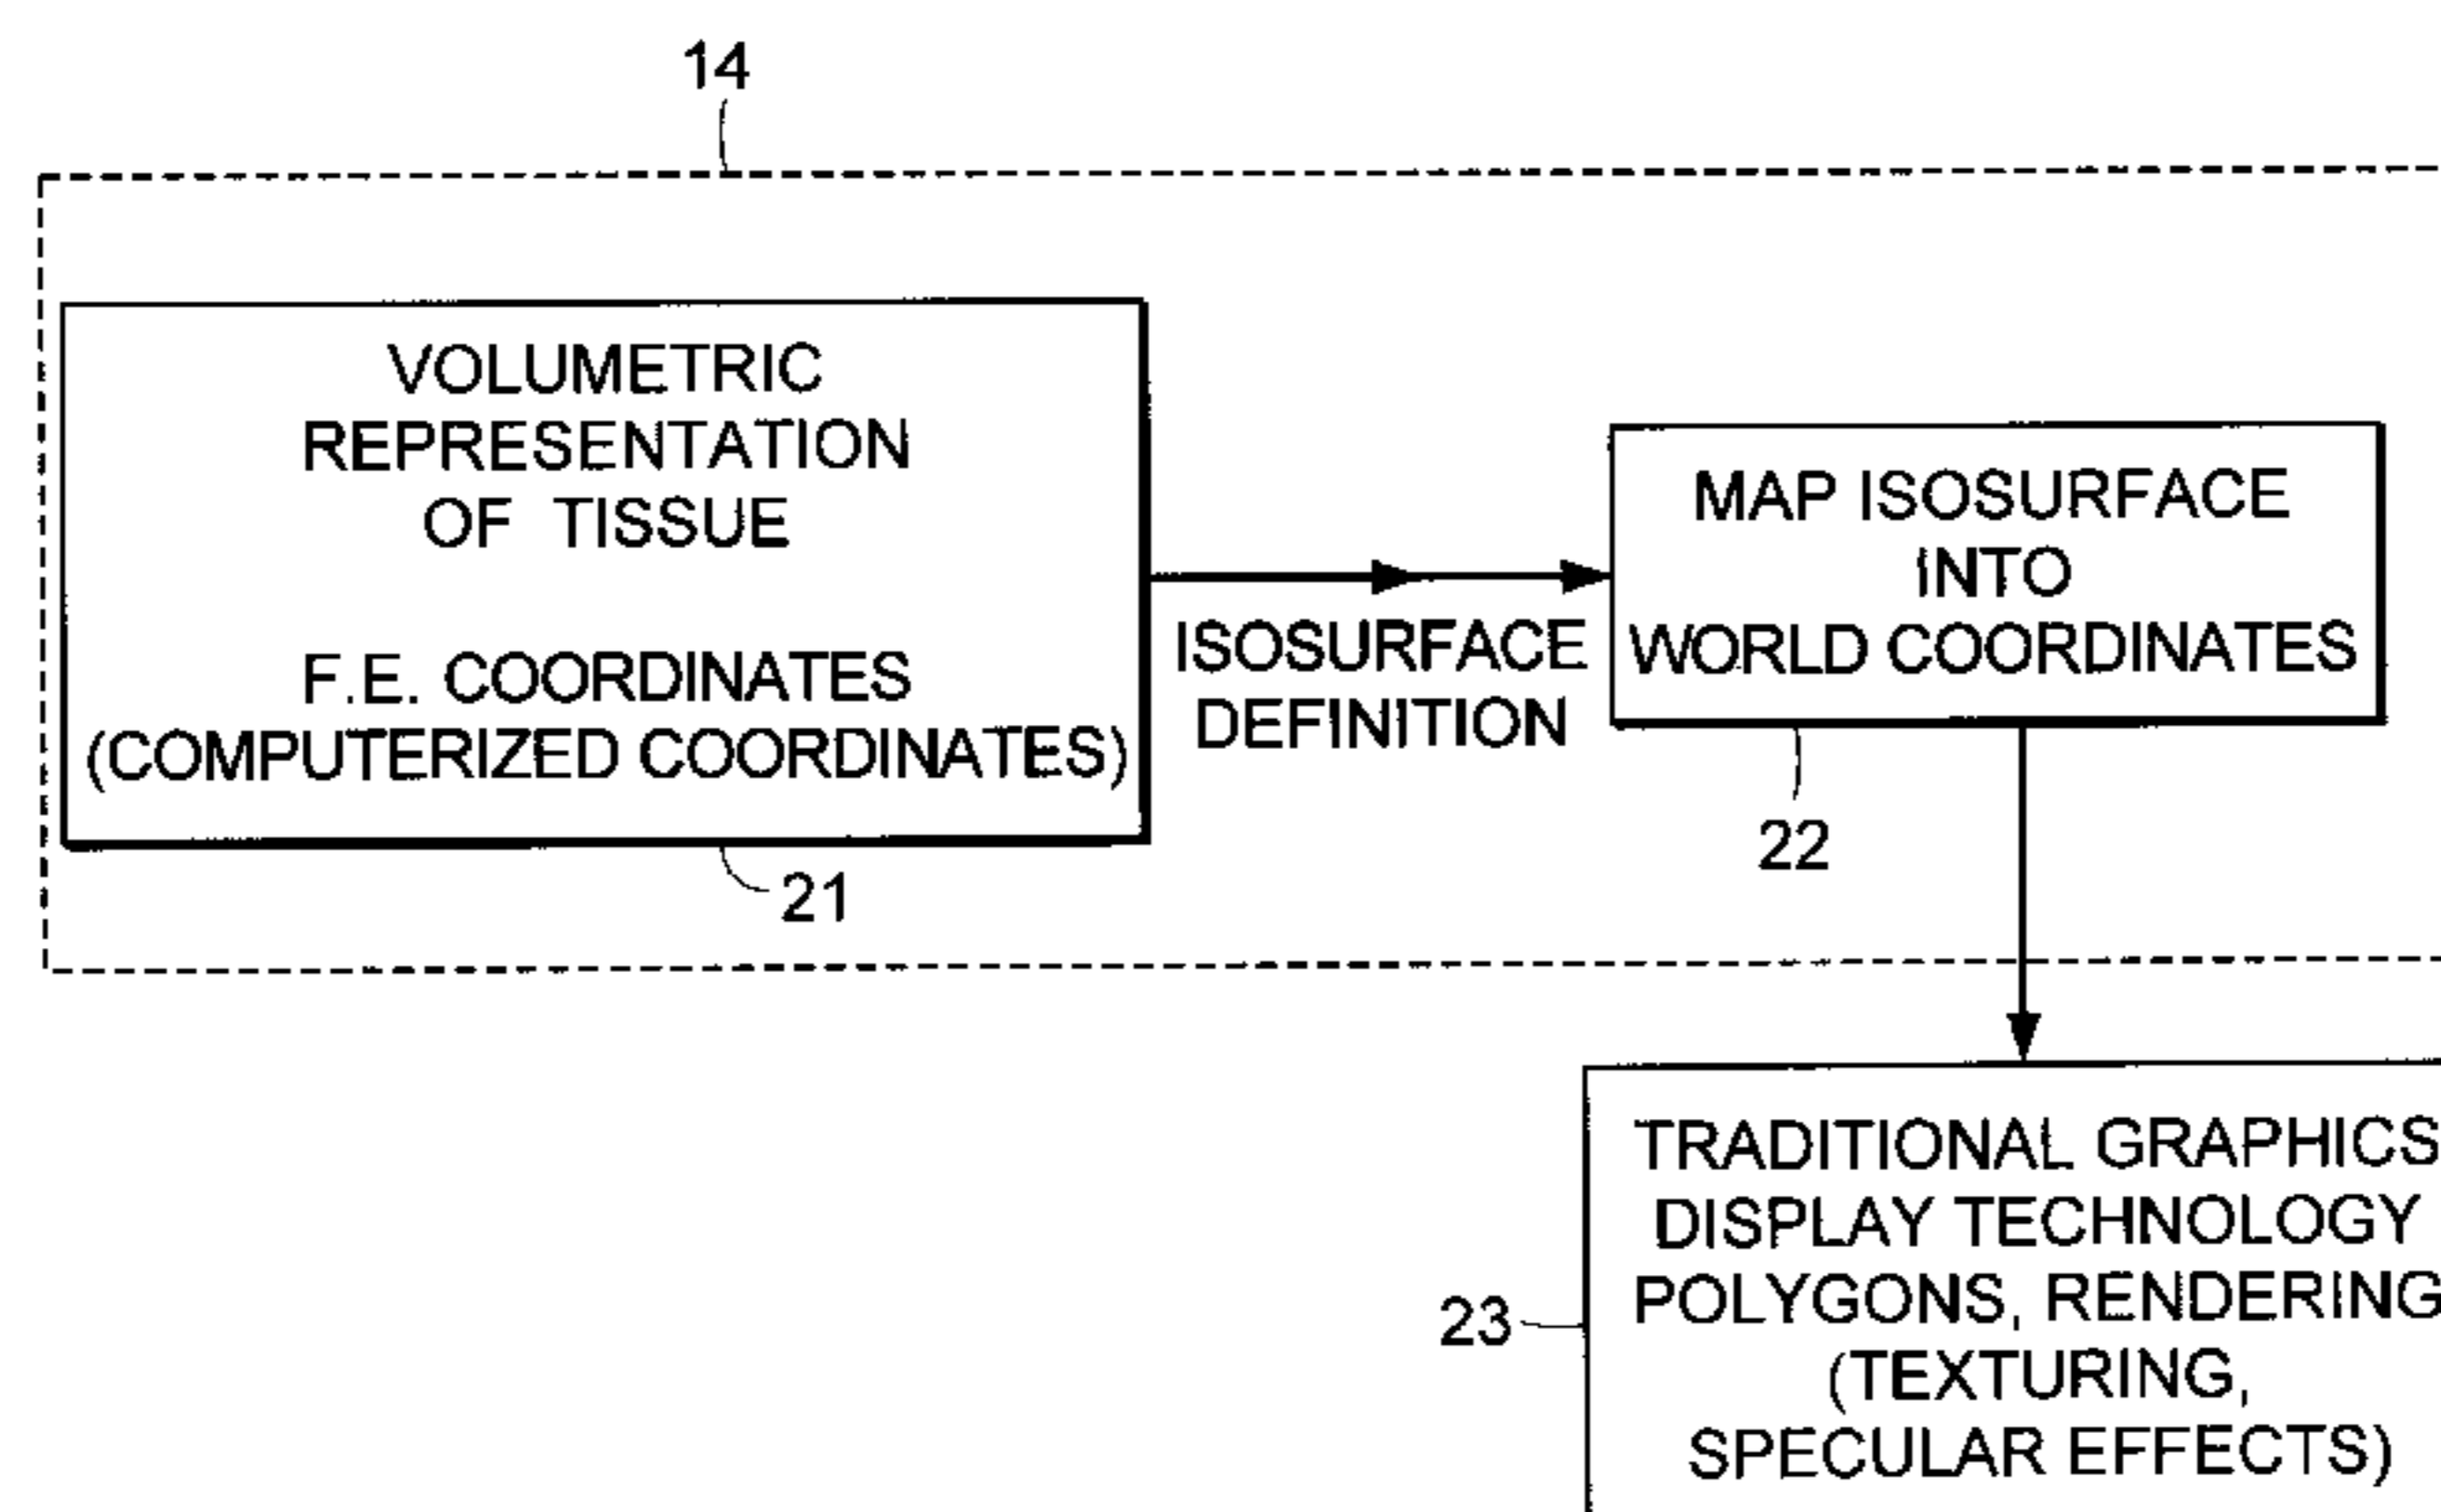 14
VOLUMETRIC
REPRESENTATION
OF TISSUE
F.E. COORDINATES
(COMPUTERIZED COORDINATES)
21
ISOSURFACE
DEFINITION
MAP ISOSURFACE
INTO
WORLD COORDINATES
22
TRADITIONAL GRAPHICS
DISPLAY TECHNOLOGY
POLYGONS, RENDERING
(TEXTURING,
SPECULAR EFFECTS)
23